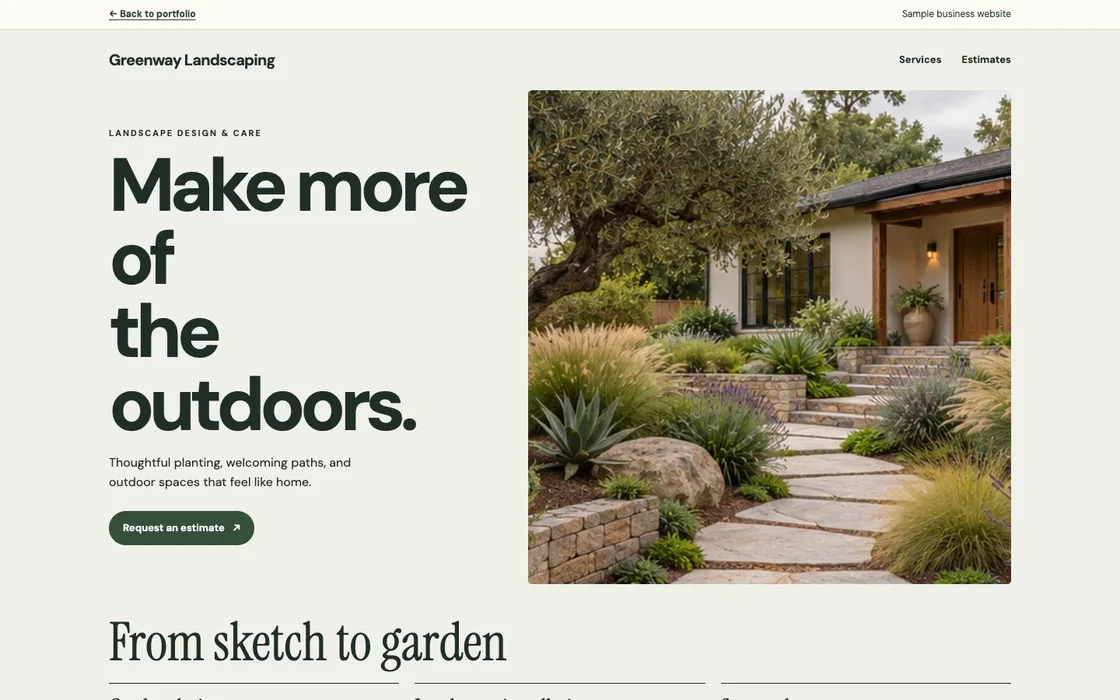 ← Back to portfolio
Sample business website
Greenway Landscaping
Services
Estimates
LANDSCAPE DESIGN & CARE
Make more
of
the
outdoors.
Thoughtful planting, welcoming paths, and
outdoor spaces that feel like home.
Request an estimate ↗
From sketch to garden